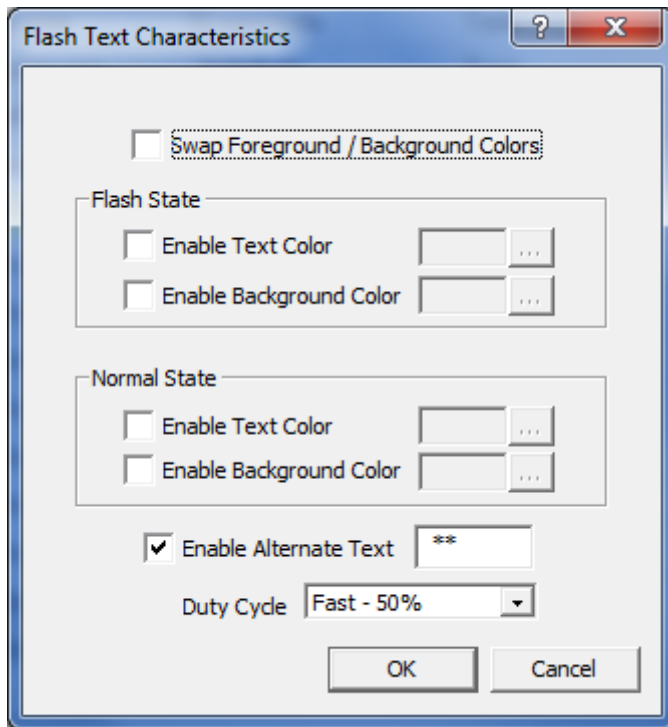 Flash Text Characteristics
? X
Swap Foreground / Background Colors
Flash State
Enable Text Color ...
Enable Background Color ...
Normal State
Enable Text Color ...
Enable Background Color ...
Enable Alternate Text **
Duty Cycle Fast - 50%
OK Cancel